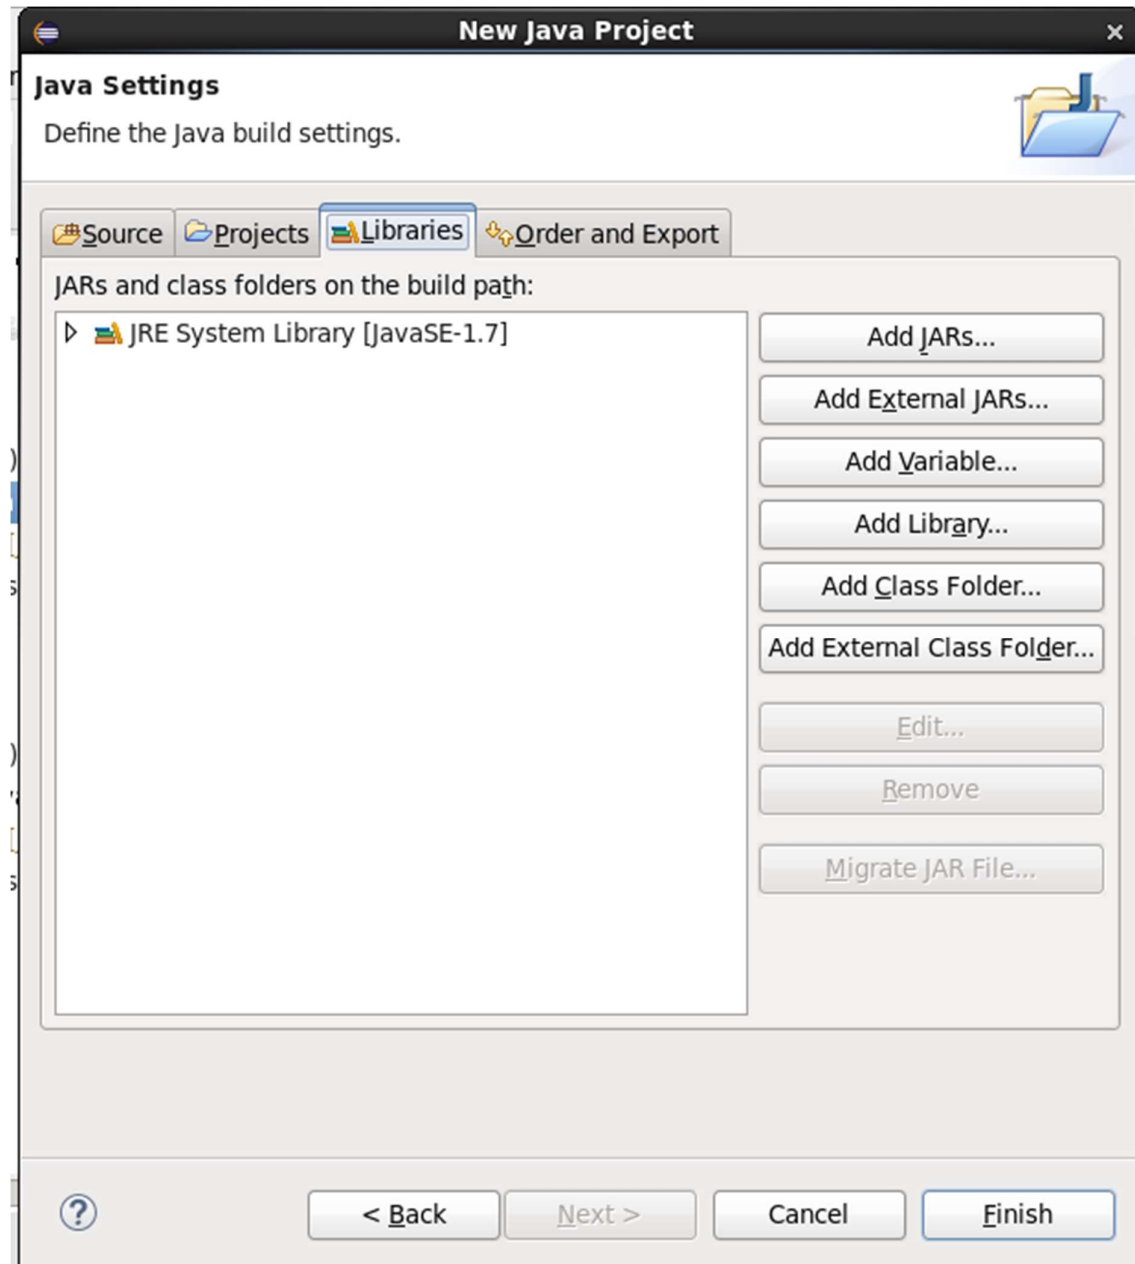 New Java Project
Java Settings
Define the Java build settings.
Source Projects Libraries Order and Export
JARs and class folders on the build path:
JRE System Library [JavaSE-1.7]
Add JARs...
Add External JARs...
Add Variable...
Add Library...
Add Class Folder...
Add External Class Folder...
Edit...
Remove
Migrate JAR File...
< Back Next > Cancel Finish